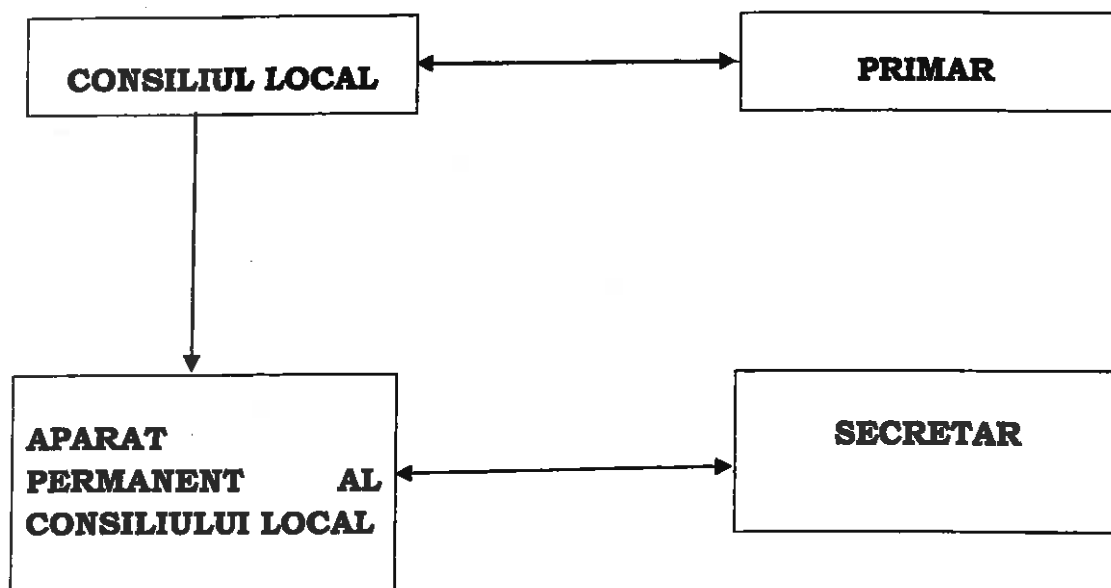 CONSILIUL LOCAL
PRIMAR
APARAT
PERMANENT AL
CONSILIULUI LOCAL
SECRETAR